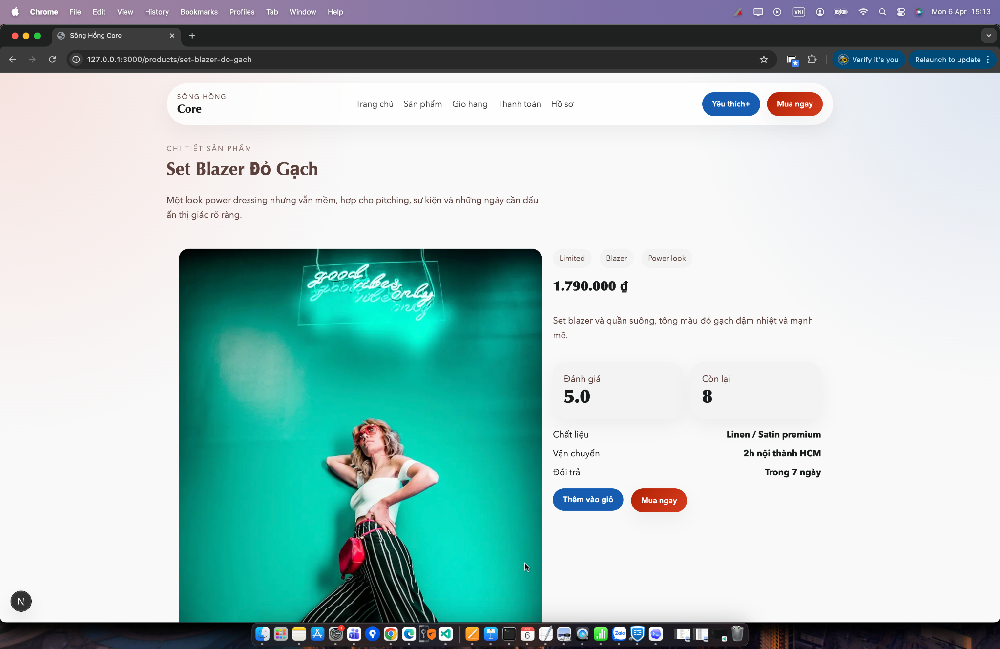 Chrome File Edit View History Bookmarks Profiles Tab Window Help VNI Mon 6 Apr 15:13
Sông Hồng Core
127.0.0.1:3000/products/set-blazer-do-gach Verify it's you Relaunch to update
SÔNG HỒNG
Core
Trang chủ Sản phẩm Gio hang Thanh toán Hồ sơ Yêu thích+ Mua ngay
CHI TIẾT SẢN PHẨM
Set Blazer Đỏ Gạch
Một look power dressing nhưng vẫn mềm, hợp cho pitching, sự kiện và những ngày cần dấu
ấn thị giác rõ ràng.
good
vibes
only
Limited Blazer Power look
1.790.000 ₫
Set blazer và quần suông, tông màu đỏ gạch đậm nhiệt và mạnh
mẽ.
Đánh giá
5.0
Còn lại
8
Chất liệu Linen / Satin premium
Vận chuyển 2h nội thành HCM
Đổi trả Trong 7 ngày
Thêm vào giỏ Mua ngay
N
1
APR
6
Zalo